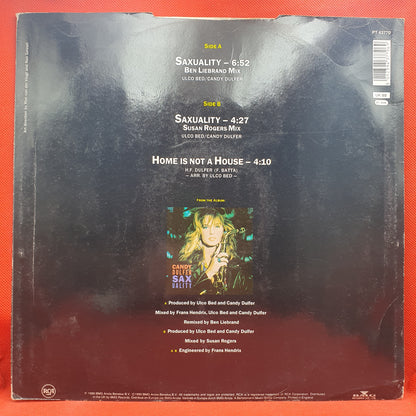 PT 43770
SIDE A
SAXUALITY – 6:52
BEN LIEBRAND MIX
ULCO BED/CANDY DULFER
SIDE B
SAXUALITY – 4:27
SUSAN ROGERS MIX
ULCO BED/CANDY DULFER
HOME IS NOT A HOUSE – 4:10
H.F. DULFER (F. BATTA)
– ARR. BY ULCO BED –
FROM THE ALBUM:
CANDY
DULFER
SAX
UALITY
Produced by Ulco Bed and Candy Dulfer
Mixed by Frans Hendrix, Ulco Bed and Candy Dulfer
Remixed by Ben Liebrand
Produced by Ulco Bed and Candy Dulfer
Mixed by Susan Rogers
Engineered by Frans Hendrix
RCA
BMG